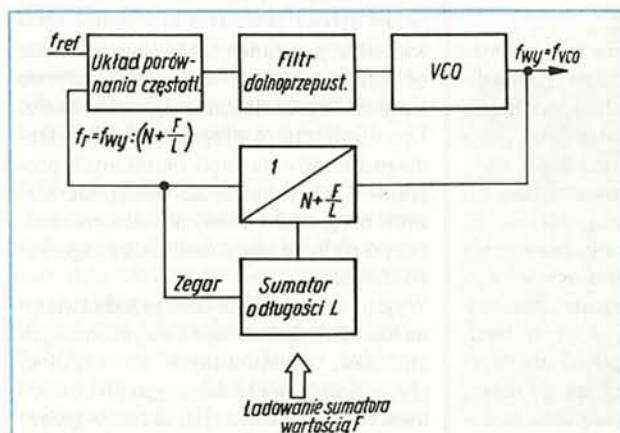 fref
Układ porów-
nania częstotl.
Filtr
dolnoprzepust.
VCO
fwy=fvco
fr=fwy:(N+F/L)
1
N+F/L
Zegar
Sumator
o długości L
Ładowanie sumatora
wartością F